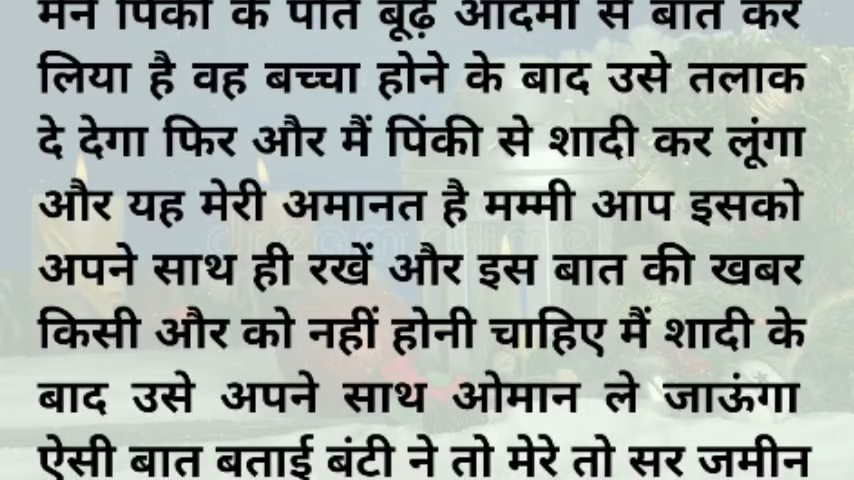 मैने पिंकी के पति बूढ़े आदमी से बात कर
लिया है वह बच्चा होने के बाद उसे तलाक
दे देगा फिर और मैं पिंकी से शादी कर लूंगा
और यह मेरी अमानत है मम्मी आप इसको
अपने साथ ही रखें और इस बात की खबर
किसी और को नहीं होनी चाहिए मैं शादी के
बाद उसे अपने साथ ओमान ले जाऊंगा
ऐसी बात बताई बंटी ने तो मेरे तो सर जमीन